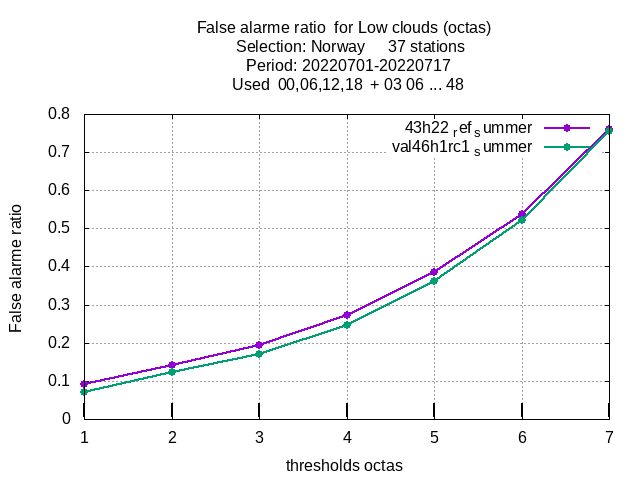 False alarme ratio  for Low clouds (octas)
Selection: Norway     37 stations
Period: 20220701-20220717
Used  00,06,12,18  + 03 06 ... 48
43h22 ref summer
val46h1rc1 summer
False alarme ratio
0.8
0.7
0.6
0.5
0.4
0.3
0.2
0.1
0
1 2 3 4 5 6 7
thresholds octas